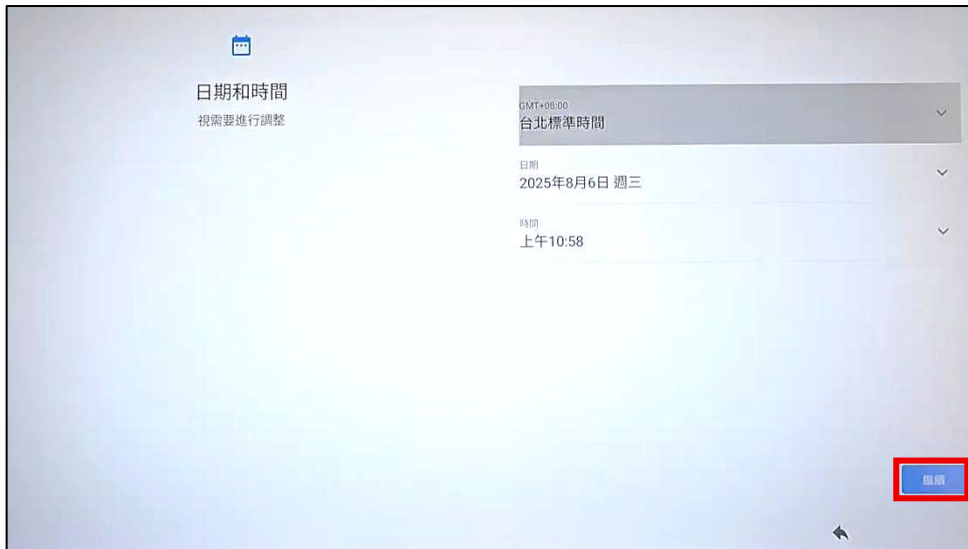 日期和時間
視需要進行調整
GMT+08:00
台北標準時間
日期
2025年8月6日 週三
時間
上午10:58
繼續